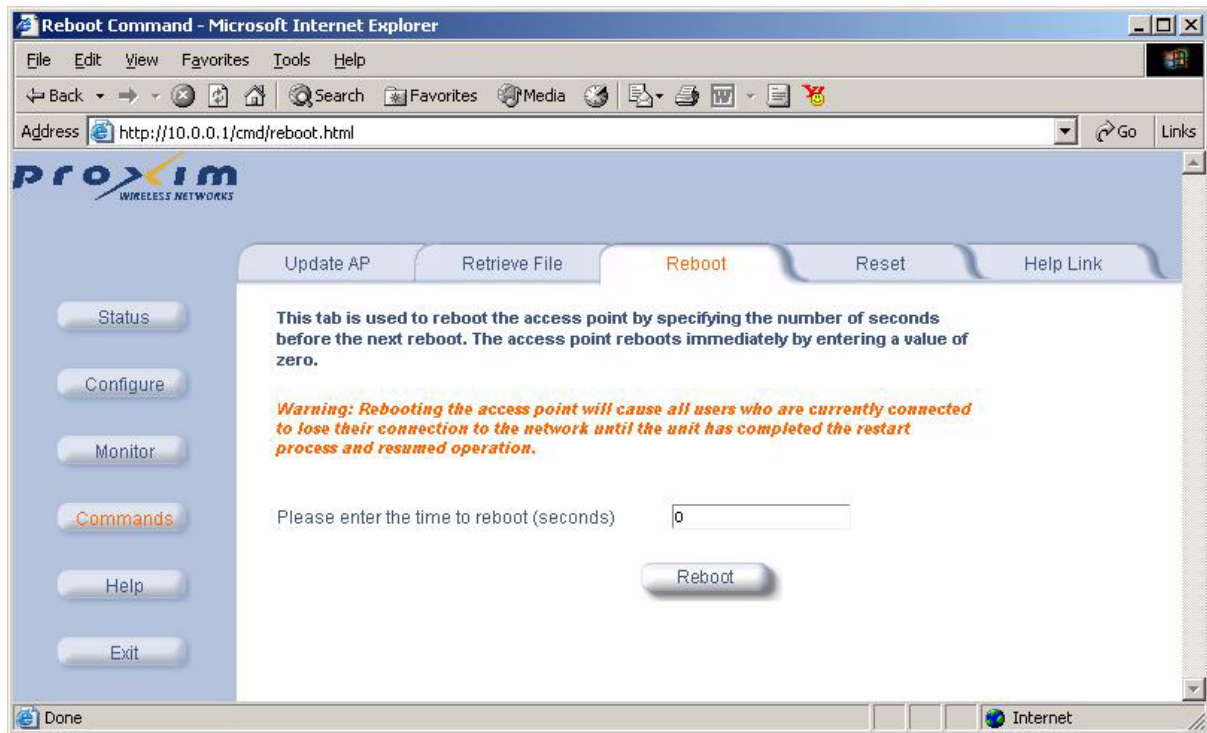 Reboot Command - Microsoft Internet Explorer
File Edit View Favorites Tools Help
Back Search Favorites Media
Address http://10.0.0.1/cmd/reboot.html Go Links
proxim
WIRELESS NETWORKS
Update AP Retrieve File Reboot Reset Help Link
Status
This tab is used to reboot the access point by specifying the number of seconds
before the next reboot. The access point reboots immediately by entering a value of
zero.
Configure
Warning: Rebooting the access point will cause all users who are currently connected
to lose their connection to the network until the unit has completed the restart
process and resumed operation.
Monitor
Commands
Please enter the time to reboot (seconds) 0
Reboot
Help
Exit
Done Internet